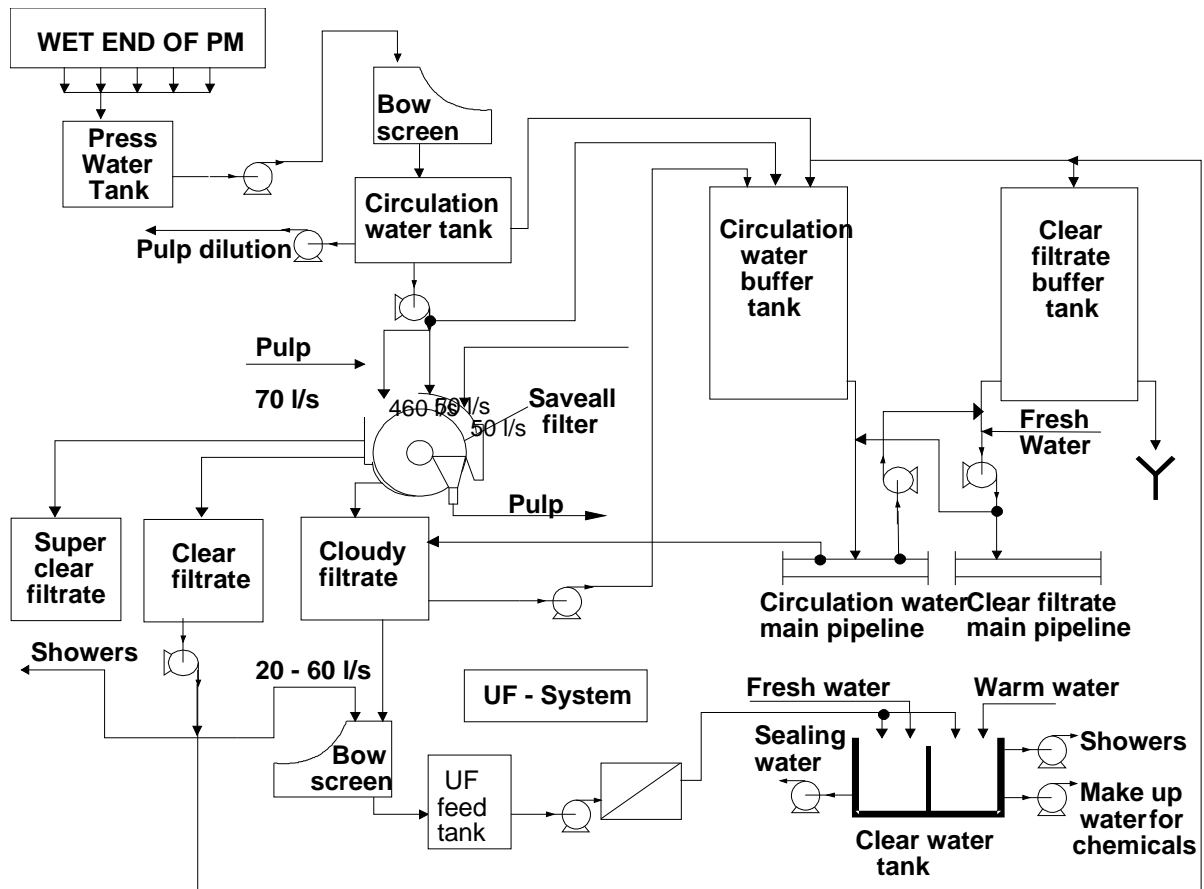 WET END OF PM
Press
Water
Tank
Bow
screen
Circulation
water tank
Pulp dilution
Circulation
water
buffer
tank
Clear
filtrate
buffer
tank
Pulp
70 l/s
460 l/s
50 l/s
50 l/s
Saveall
filter
Fresh
Water
Pulp
Super
clear
filtrate
Clear
filtrate
Cloudy
filtrate
Circulation water
main pipeline
Clear filtrate
main pipeline
Showers
20 - 60 l/s
UF - System
Fresh water
Warm water
Bow
screen
UF
feed
tank
Sealing
water
Showers
Make up
water for
chemicals
Clear water
tank